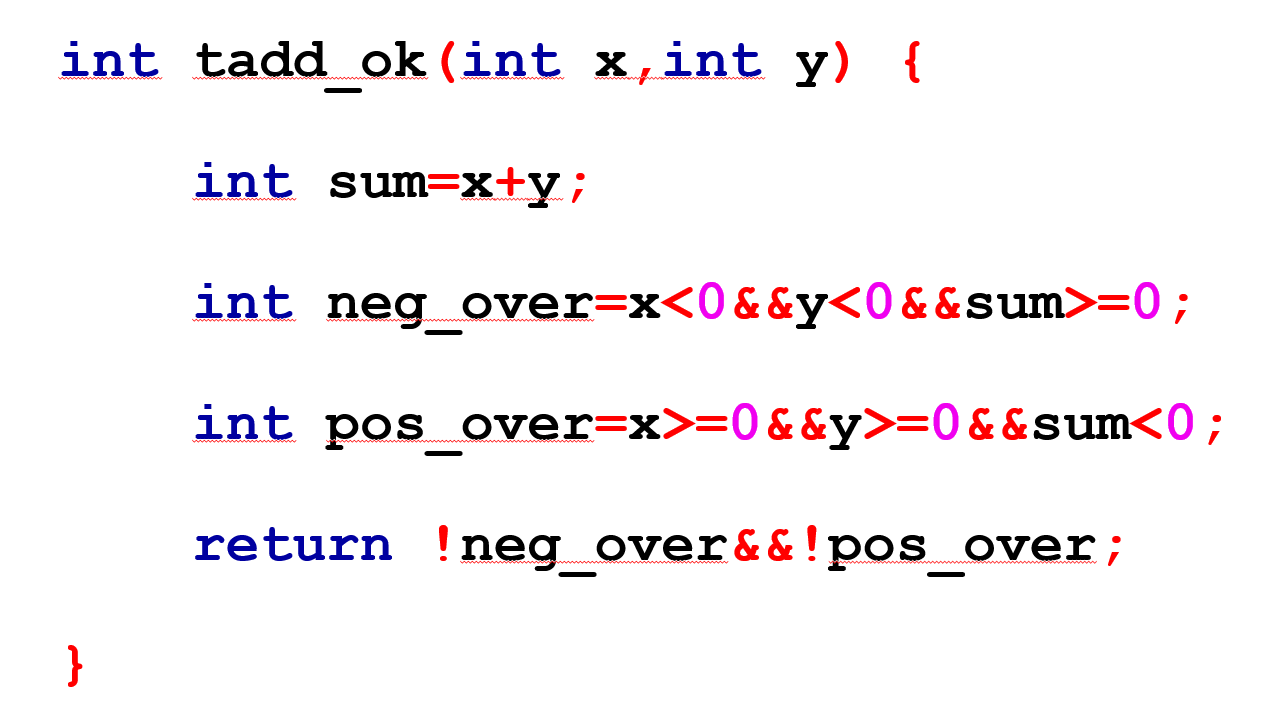 int tadd_ok(int x,int y) {
int sum=x+y;
int neg_over=x<0&&y<0&&sum>=0;
int pos_over=x>=0&&y>=0&&sum<0;
return !neg_over&&!pos_over;
}